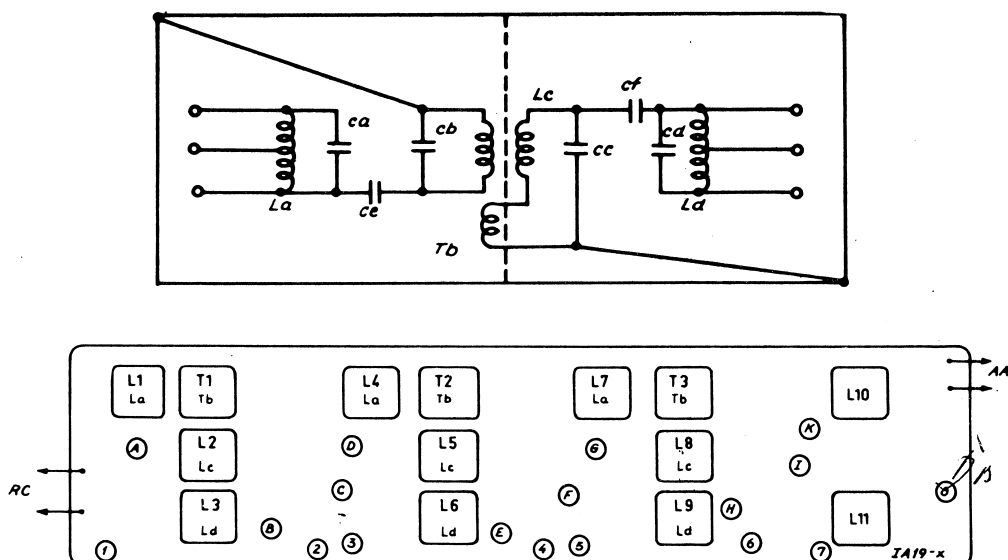 Lc
cf
ca
cb
cc
cd
La
ce
Ld
Tb
L1 T1 L4 T2 L7 T3 L10 AA
La Tb La Tb La Tb
K
A L2 D L5 G L8 I
Lc Lc Lc
RC C F 8
L3 L6 L9 H
B Ld Ld E Ld L11
1 2 3 4 5 6 7 IA19-x